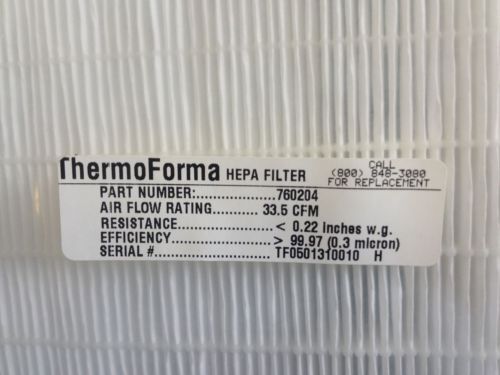 ThermoForma HEPA FILTER
CALL
(800) 848-3080
FOR REPLACEMENT
PART NUMBER:..................760204
AIR FLOW RATING......... 33.5 CFM
RESISTANCE:.................< 0.22 inches w.g.
EFFICIENCY:..................> 99.97 (0.3 micron)
SERIAL #......................... TF0501310010 H